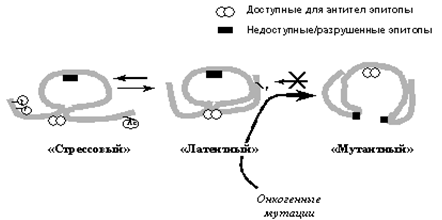 Доступные для антител эпитопы
Недоступные/разрушенные эпитопы
«Стрессовый» «Латентный» «Мутантный»
Онкогенные
мутации